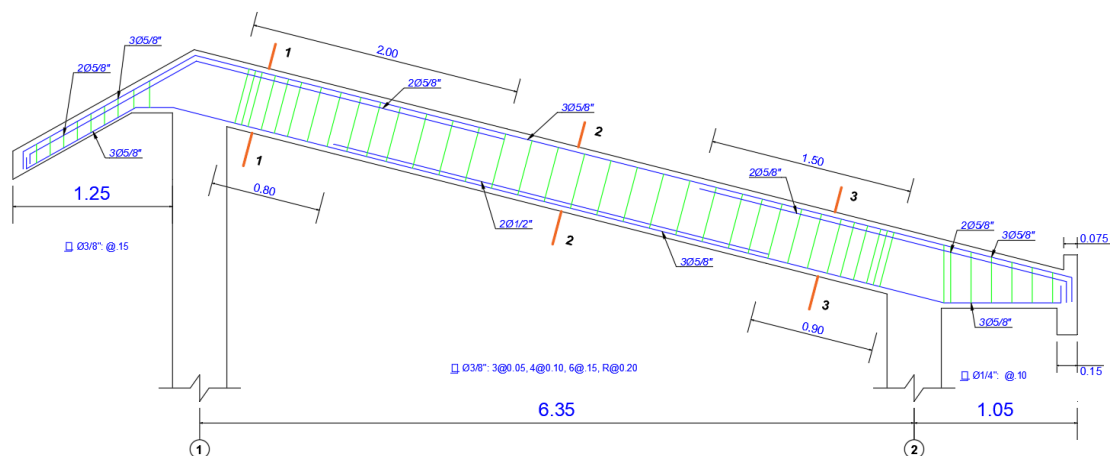 3Ø5/8"
2Ø5/8"
1
2.00
2Ø5/8"
3Ø5/8"
2
1.50
3Ø5/8"
1
2Ø5/8"
3
1.25
0.80
2Ø1/2"
2
3Ø5/8"
2Ø5/8"
3Ø5/8"
0.075
Ø3/8": @.15
3
0.90
3Ø5/8"
Ø3/8": 3@0.05, 4@0.10, 6@.15, R@0.20
Ø1/4": @.10
0.15
6.35
1.05
1
2